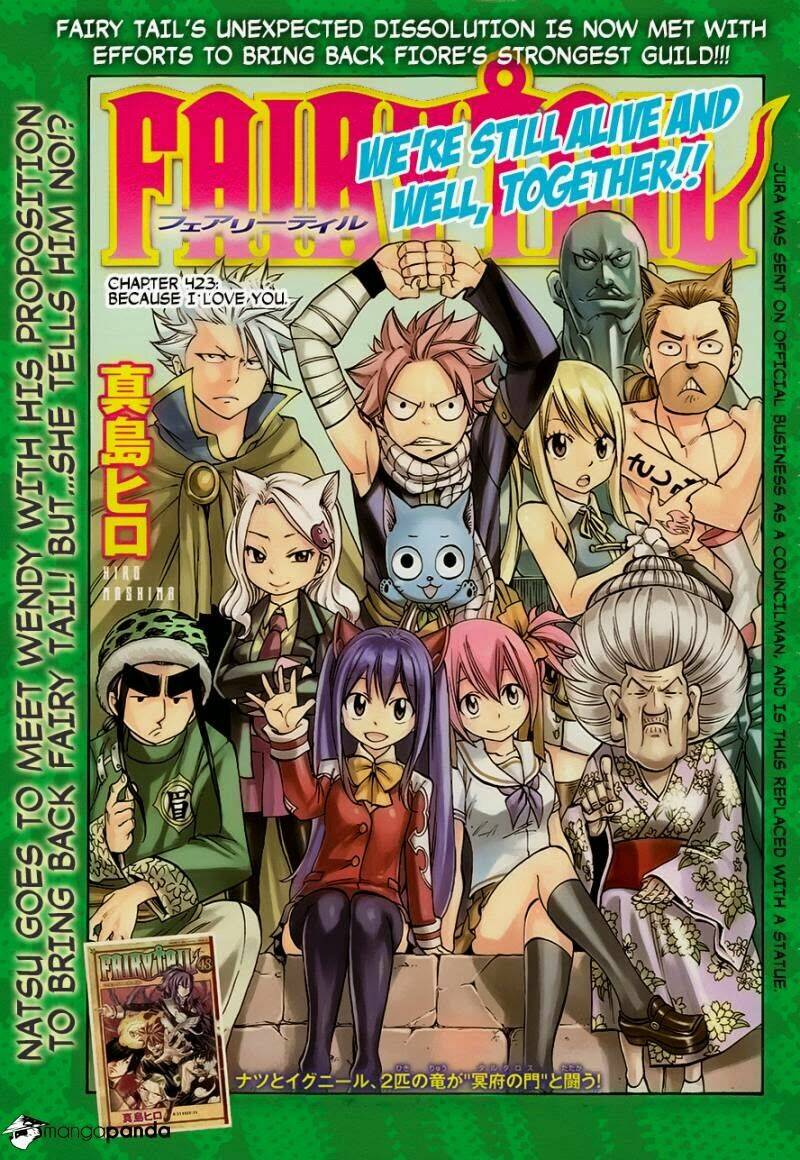 FAIRY TAIL'S UNEXPECTED DISSOLUTION IS NOW MET WITH
EFFORTS TO BRING BACK FIORE'S STRONGEST GUILD!!!
FAIRY TAIL
WE'RE STILL ALIVE AND
WELL, TOGETHER!!
フェアリーテイル
CHAPTER 423:
BECAUSE I LOVE YOU.
真島ヒロ
HIRO
MASHIMA
NATSU GOES TO MEET WENDY WITH HIS PROPOSITION
TO BRING BACK FAIRY TAIL! BUT...SHE TELLS HIM NO!?
JURA WAS SENT ON OFFICIAL BUSINESS AS A COUNCILMAN, AND IS THUS REPLACED WITH A STATUE.
眉
FAIRY TAIL
48
真島ヒロ
ナツとイグニール、2匹の竜が"冥府の門"と闘う!
mangapanda